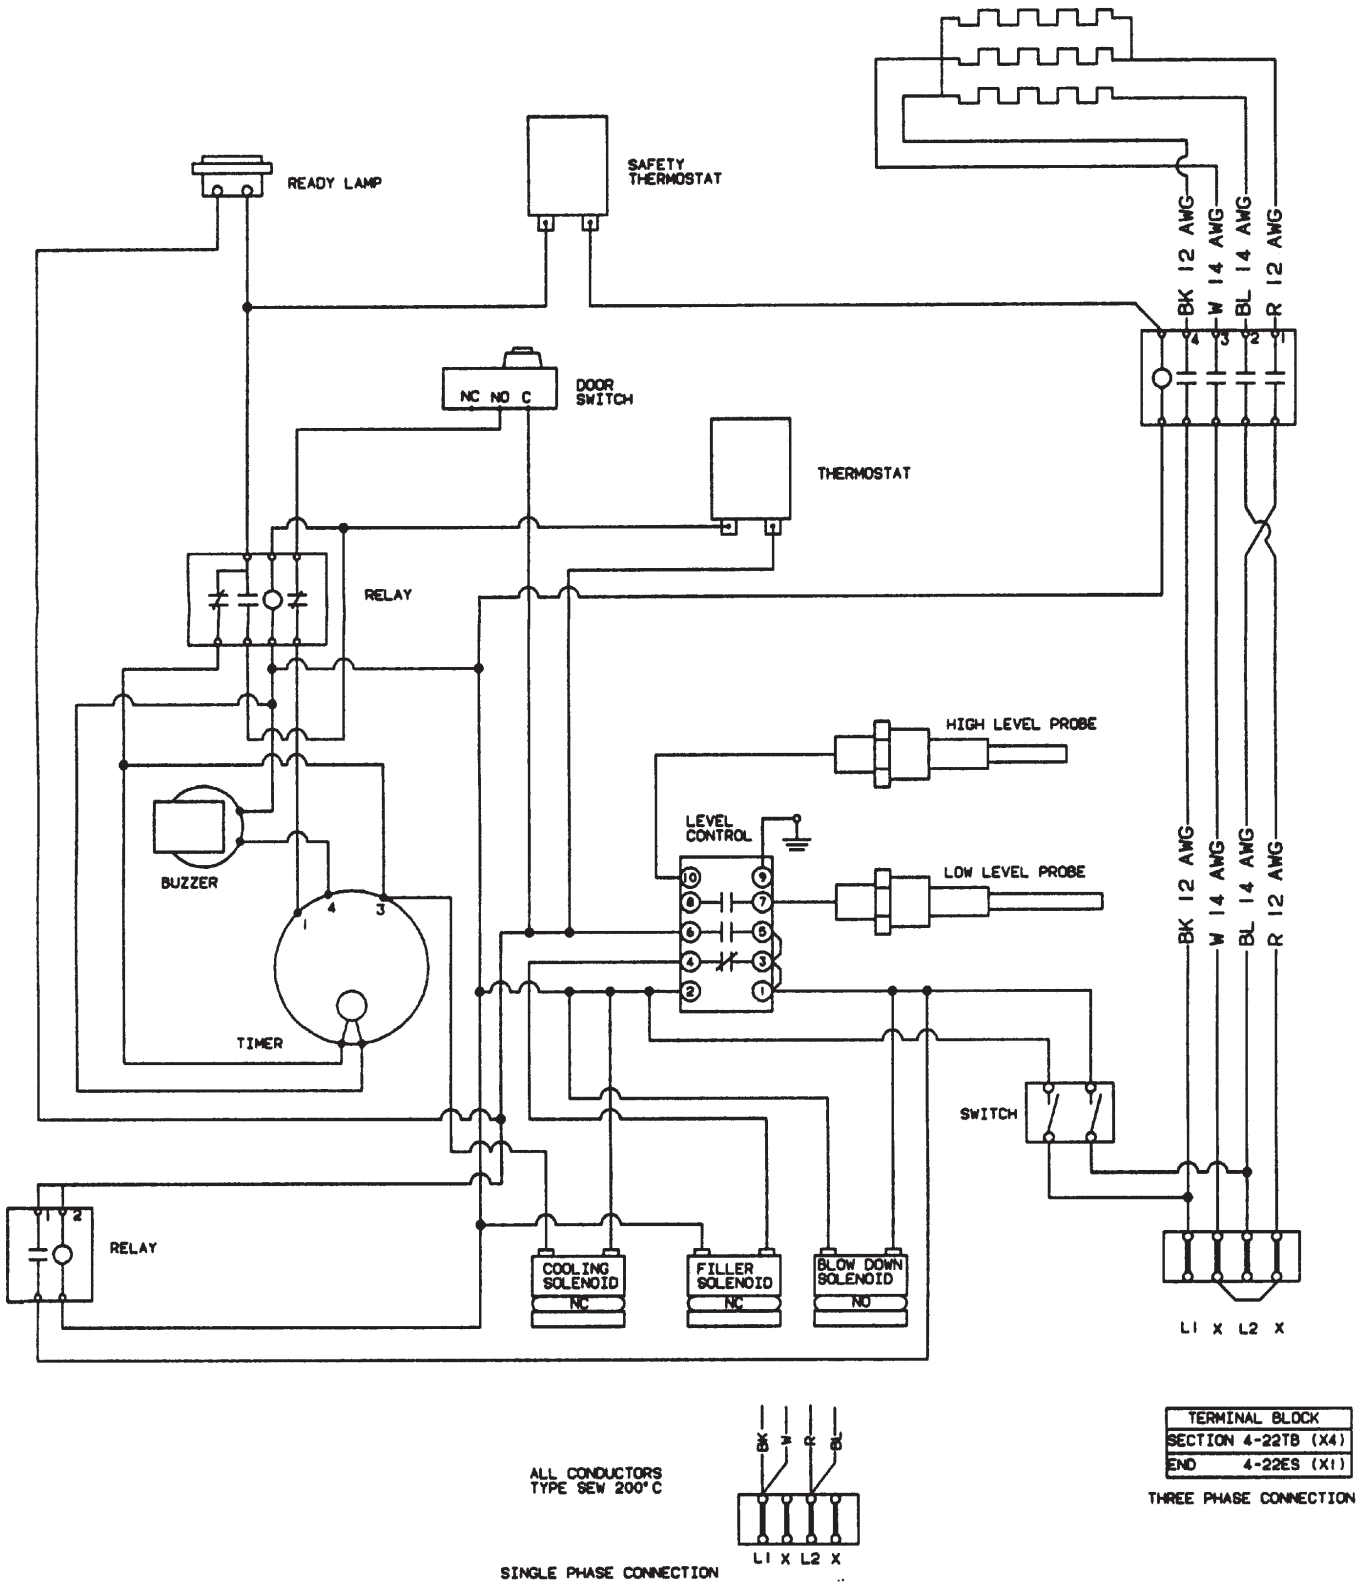 SAFETY
THERMOSTAT
READY LAMP
BK 12 AWG
W 14 AWG
BL 14 AWG
R 12 AWG
4
3
2
1
DOOR
SWITCH
NC NO C
THERMOSTAT
RELAY
HIGH LEVEL PROBE
LEVEL
CONTROL
LOW LEVEL PROBE
10
9
8
7
6
5
4
3
2
1
BUZZER
1
4
3
TIMER
BK 12 AWG
W 14 AWG
BL 14 AWG
R 12 AWG
SWITCH
1
2
RELAY
COOLING
SOLENOID
NC
FILLER
SOLENOID
NC
BLOW DOWN
SOLENOID
NO
L1 X L2 X
TERMINAL BLOCK
SECTION 4-22TB (X4)
END 4-22ES (X1)
THREE PHASE CONNECTION
BK
W
R
BL
ALL CONDUCTORS
TYPE SEW 200°C
L1 X L2 X
SINGLE PHASE CONNECTION